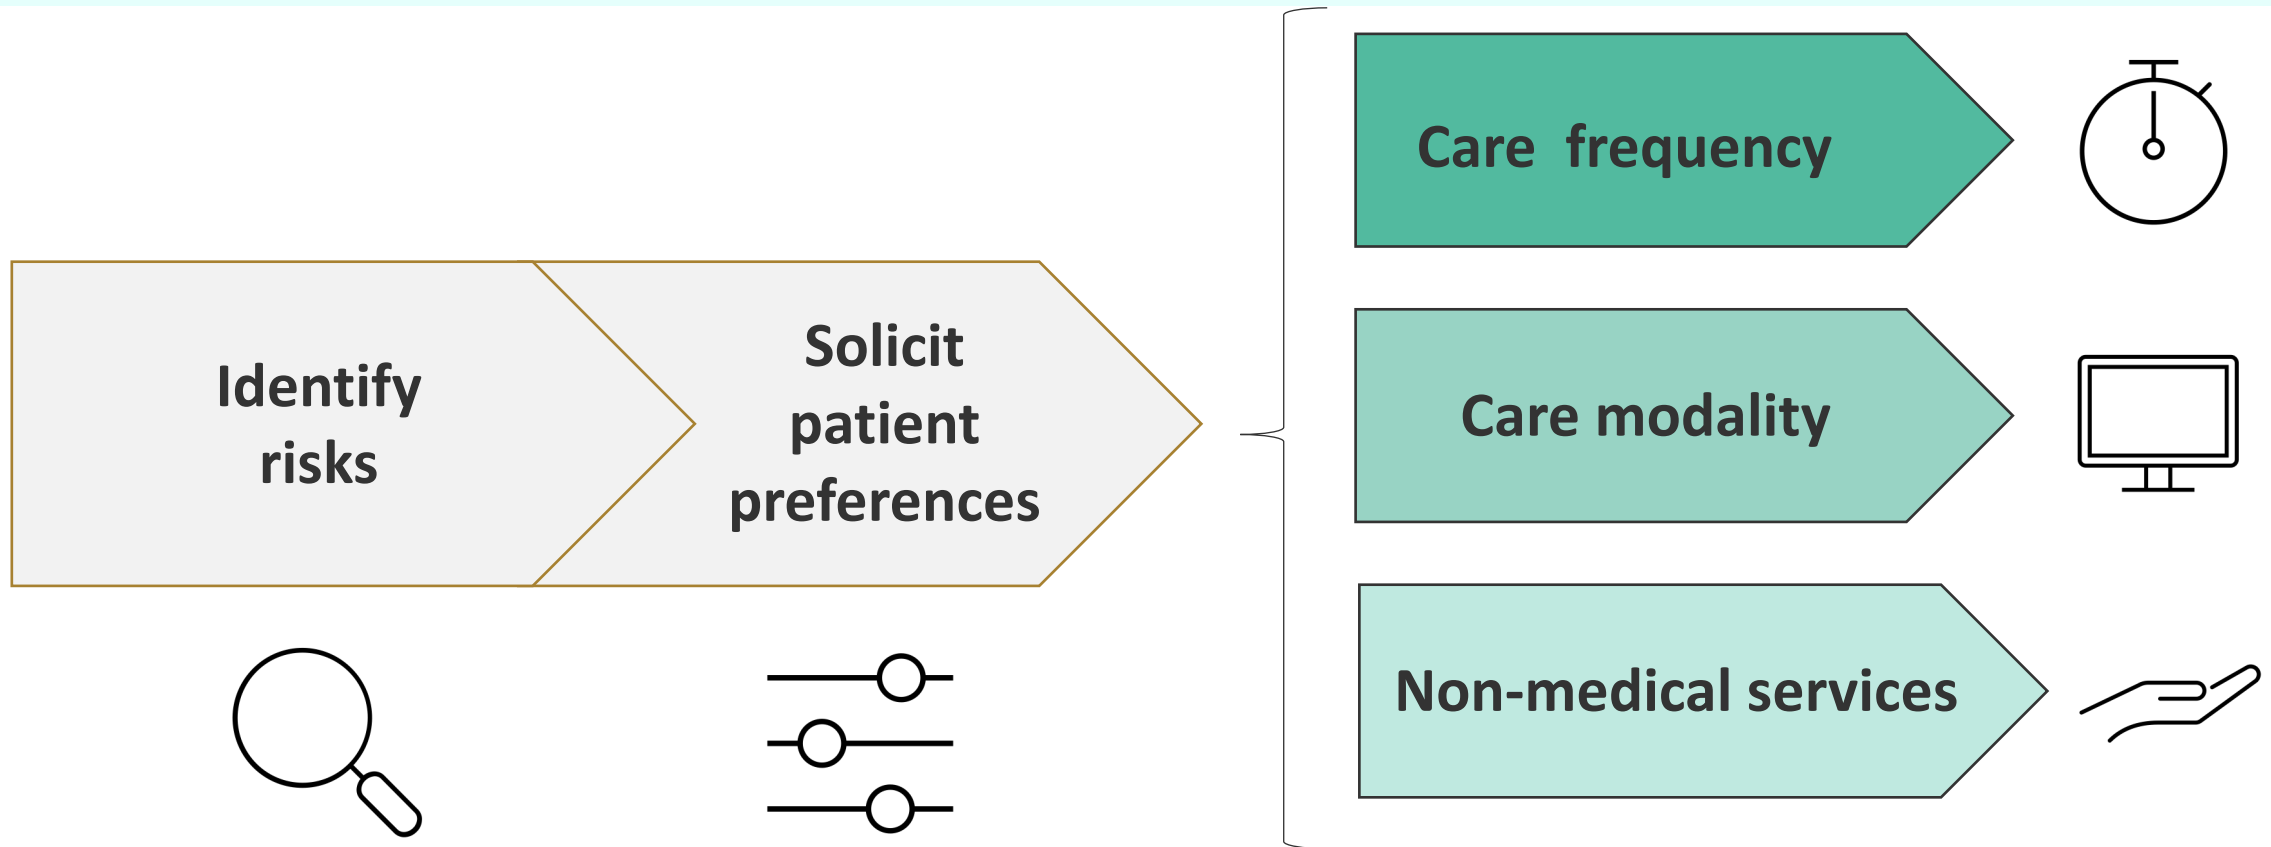 Identify
risks
Solicit
patient
preferences
Care  frequency
Care modality
Non-medical services